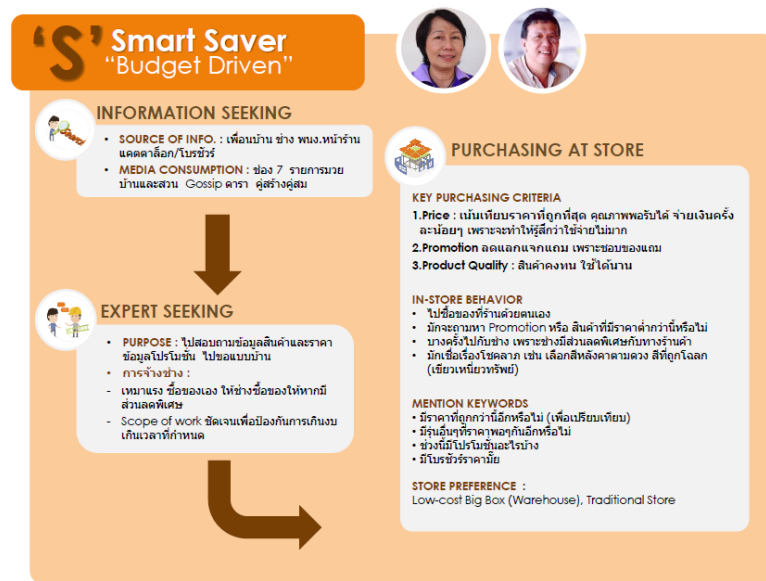 'S' Smart Saver
"Budget Driven"
INFORMATION SEEKING
• SOURCE OF INFO. : เพื่อนบ้าน ช่าง พนง.หน้าร้าน
แคตตาล็อก/โบรชัวร์
• MEDIA CONSUMPTION : ช่อง 7 รายการมวย
บ้านและสวน Gossip ดารา คู่สร้างคู่สม
EXPERT SEEKING
• PURPOSE : ไปสอบถามข้อมูลสินค้าและราคา
ข้อมูลโปรโมชั่น ไปขอแบบบ้าน
• การจ้างช่าง :
- เหมาแรง ซื้อของเอง ให้ช่างซื้อของให้หากมี
ส่วนลดพิเศษ
- Scope of work ชัดเจนเพื่อป้องกันการเกินงบ
เกินเวลาที่กำหนด
PURCHASING AT STORE
KEY PURCHASING CRITERIA
1.Price : เน้นเทียบราคาที่ถูกที่สุด คุณภาพพอรับได้ จ่ายเงินครั้ง
ละน้อยๆ เพราะจะทำให้รู้สึกว่าใช้จ่ายไม่มาก
2.Promotion ลดแลกแจกแถม เพราะชอบของแถม
3.Product Quality : สินค้าคงทน ใช้ได้นาน
IN-STORE BEHAVIOR
• ไปซื้อของที่ร้านด้วยตนเอง
• มักจะถามหา Promotion หรือ สินค้าที่มีราคาต่ำกว่านี้หรือไม่
• บางครั้งไปกับช่าง เพราะช่างมีส่วนลดพิเศษกับทางร้านค้า
• มักเชื่อเรื่องโชคลาภ เช่น เลือกสีหลังคาตามดวง สีที่ถูกโฉลก
(เขียวเหนี่ยวทรัพย์)
MENTION KEYWORDS
• มีราคาที่ถูกกว่านี้อีกหรือไม่ (เพื่อเปรียบเทียบ)
• มีรุ่นอื่นๆที่ราคาพอๆกันอีกหรือไม่
• ช่วงนี้มีโปรโมชั่นอะไรบ้าง
• มีโบรชัวร์ราคามั๊ย
STORE PREFERENCE :
Low-cost Big Box (Warehouse), Traditional Store